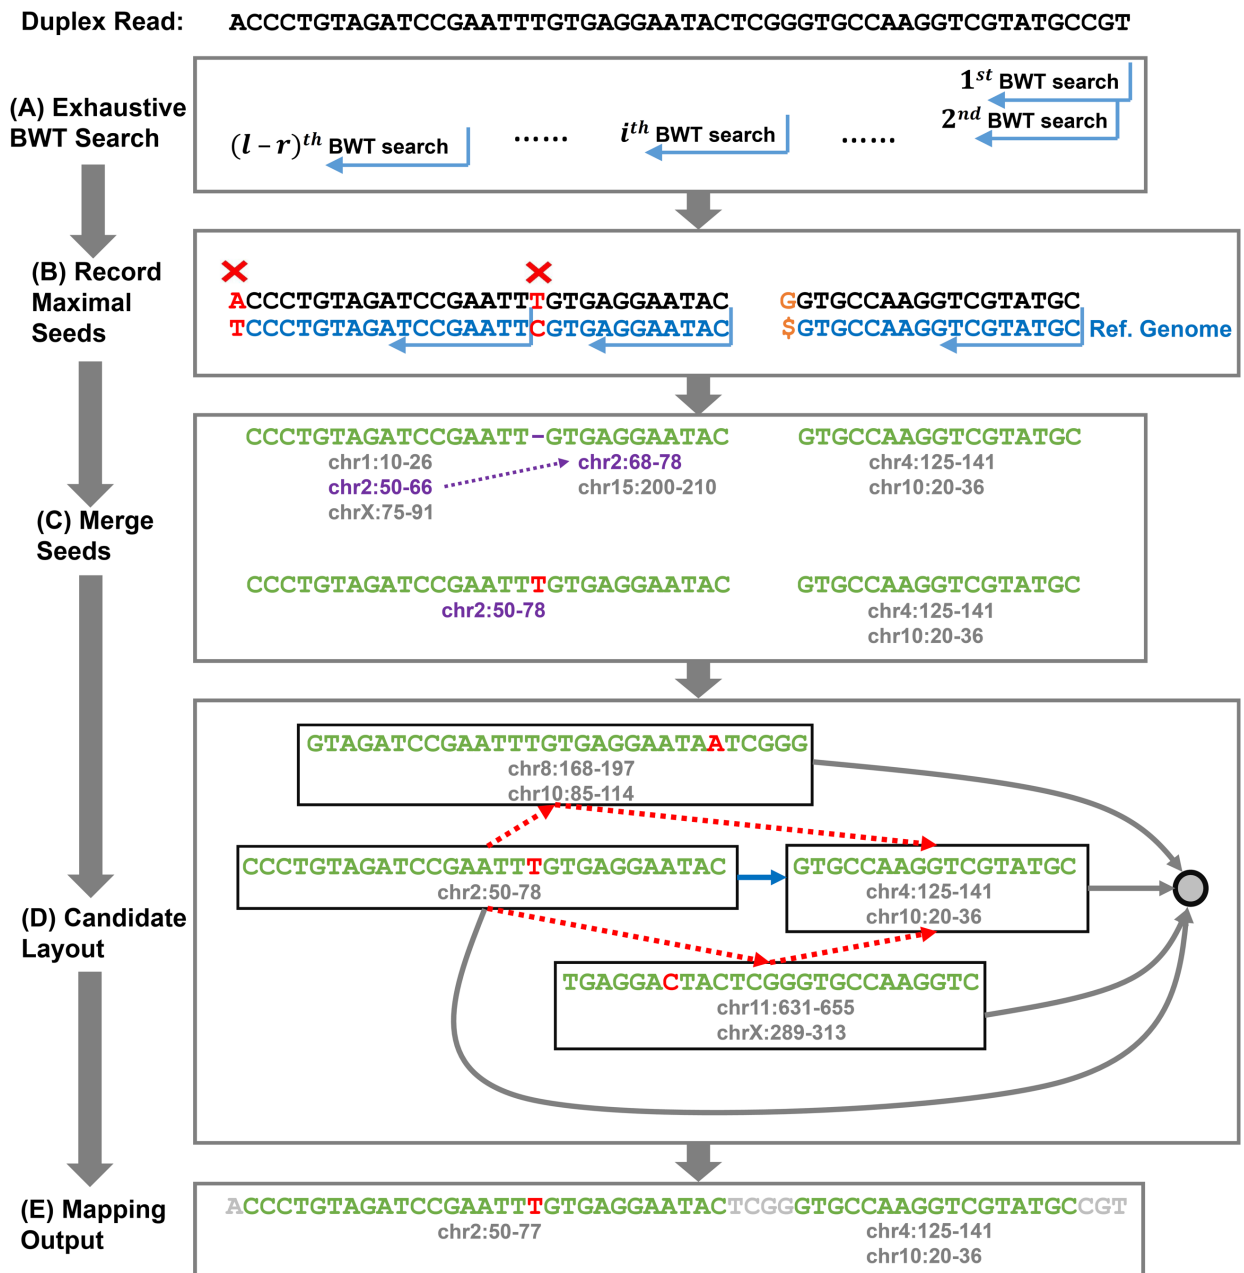 Duplex Read: ACCCTGTAGATCCGAATTTGTGAGGAATACTCGGGTGCCAAGGTCGTATGCCGT
(A) Exhaustive
BWT Search
1st BWT search
2nd BWT search
...... ith BWT search ......
(l - r)th BWT search
(B) Record
Maximal
Seeds
ACCCTGTAGATCCGAATTTGTGAGGAATAC GGTGCCAAGGTCGTATGC
TCCCTGTAGATCCGAATTCGTGAGGAATAC $GTGCCAAGGTCGTATGC Ref. Genome
(C) Merge
Seeds
CCCTGTAGATCCGAATT-GTGAGGAATAC GTGCCAAGGTCGTATGC
chr1:10-26 chr2:68-78 chr4:125-141
chr2:50-66 chr15:200-210 chr10:20-36
chrX:75-91
CCCTGTAGATCCGAATTTGTGAGGAATAC GTGCCAAGGTCGTATGC
chr2:50-78 chr4:125-141
chr10:20-36
(D) Candidate
Layout
GTAGATCCGAATTTGTGAGGAATAATCGGG
chr8:168-197
chr10:85-114
CCCTGTAGATCCGAATTTGTGAGGAATAC GTGCCAAGGTCGTATGC
chr2:50-78 chr4:125-141
chr10:20-36
TGAGGACTACTCGGGTGCCAAGGTC
chr11:631-655
chrX:289-313
(E) Mapping
Output
ACCCTGTAGATCCGAATTTGTGAGGAATACTCGGGTGCCAAGGTCGTATGCCGT
chr2:50-77 chr4:125-141
chr10:20-36